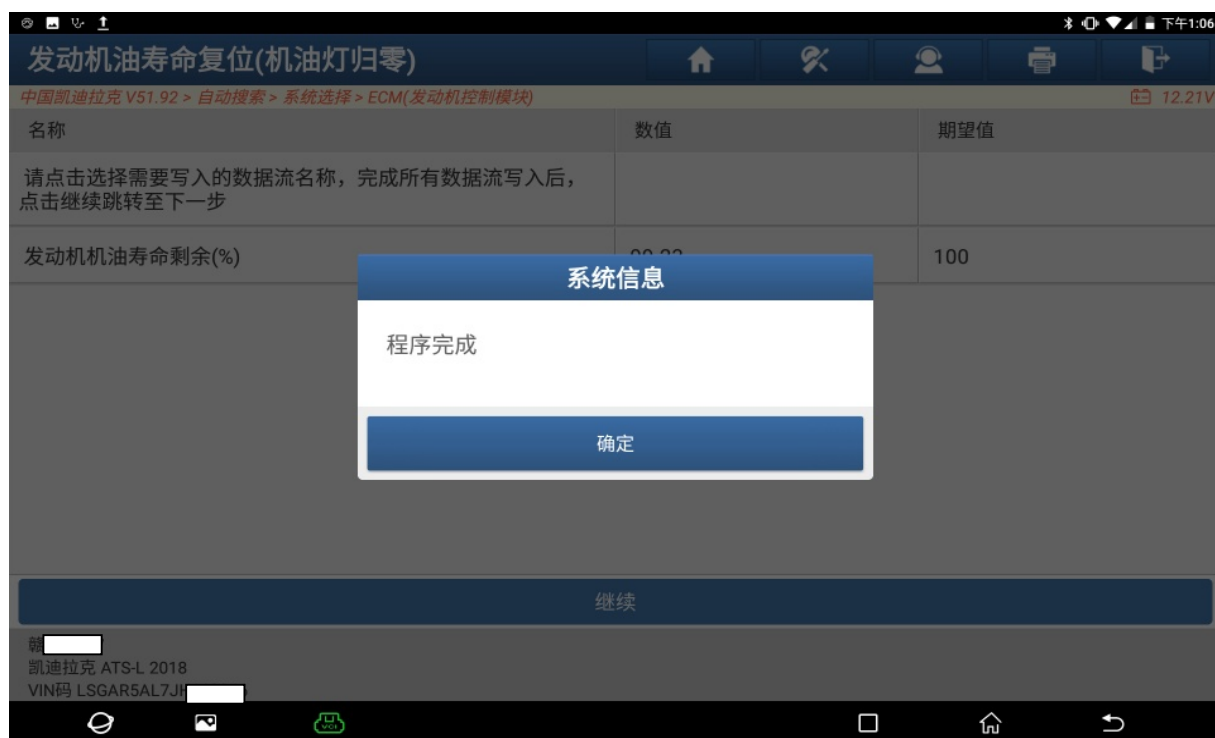 下午1:06
发动机油寿命复位(机油灯归零)
中国凯迪拉克 V51.92 > 自动搜索 > 系统选择 > ECM(发动机控制模块)
12.21V
名称 数值 期望值
请点击选择需要写入的数据流名称，完成所有数据流写入后，
点击继续跳转至下一步
发动机机油寿命剩余(%) 100
系统信息
程序完成
确定
继续
赣
凯迪拉克 ATS-L 2018
VIN码 LSGAR5AL7J
VCI